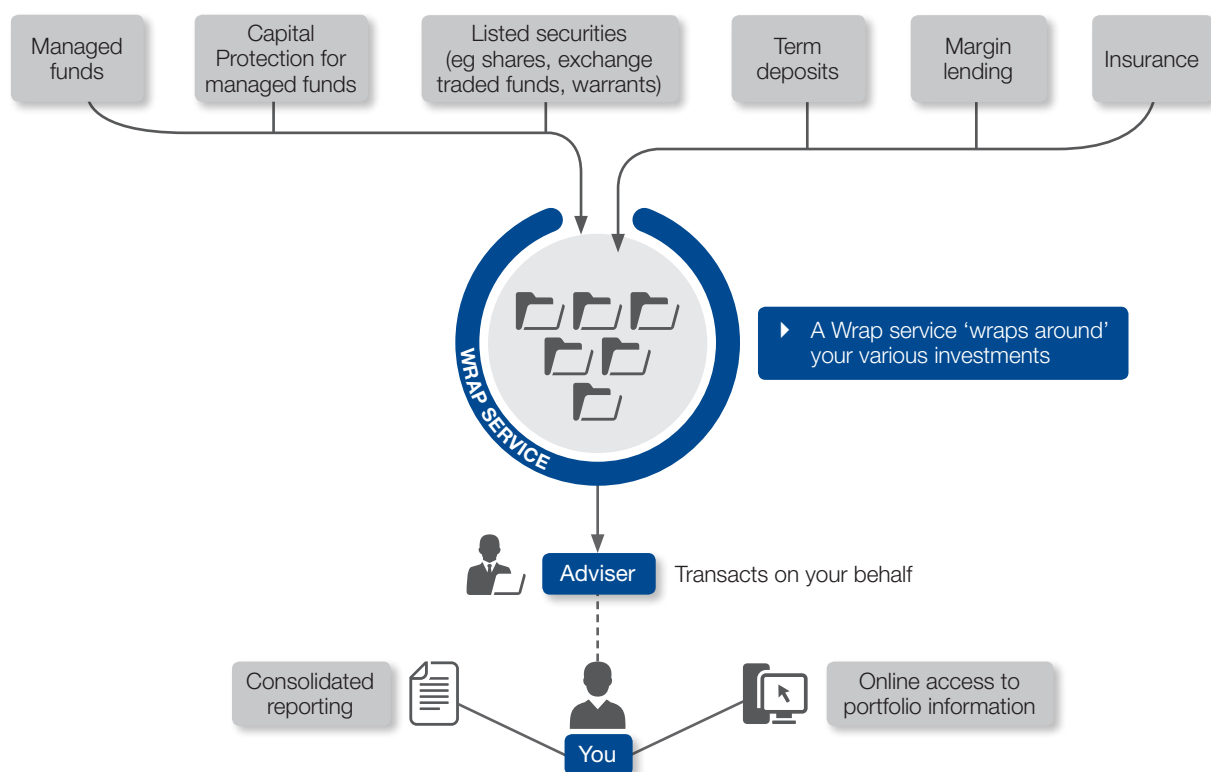 Managed
funds
Capital
Protection for
managed funds
Listed securities
(eg shares, exchange
traded funds, warrants)
Term
deposits
Margin
lending
Insurance
WRAP SERVICE
A Wrap service ‘wraps around’
your various investments
Adviser
Transacts on your behalf
Consolidated
reporting
You
Online access to
portfolio information